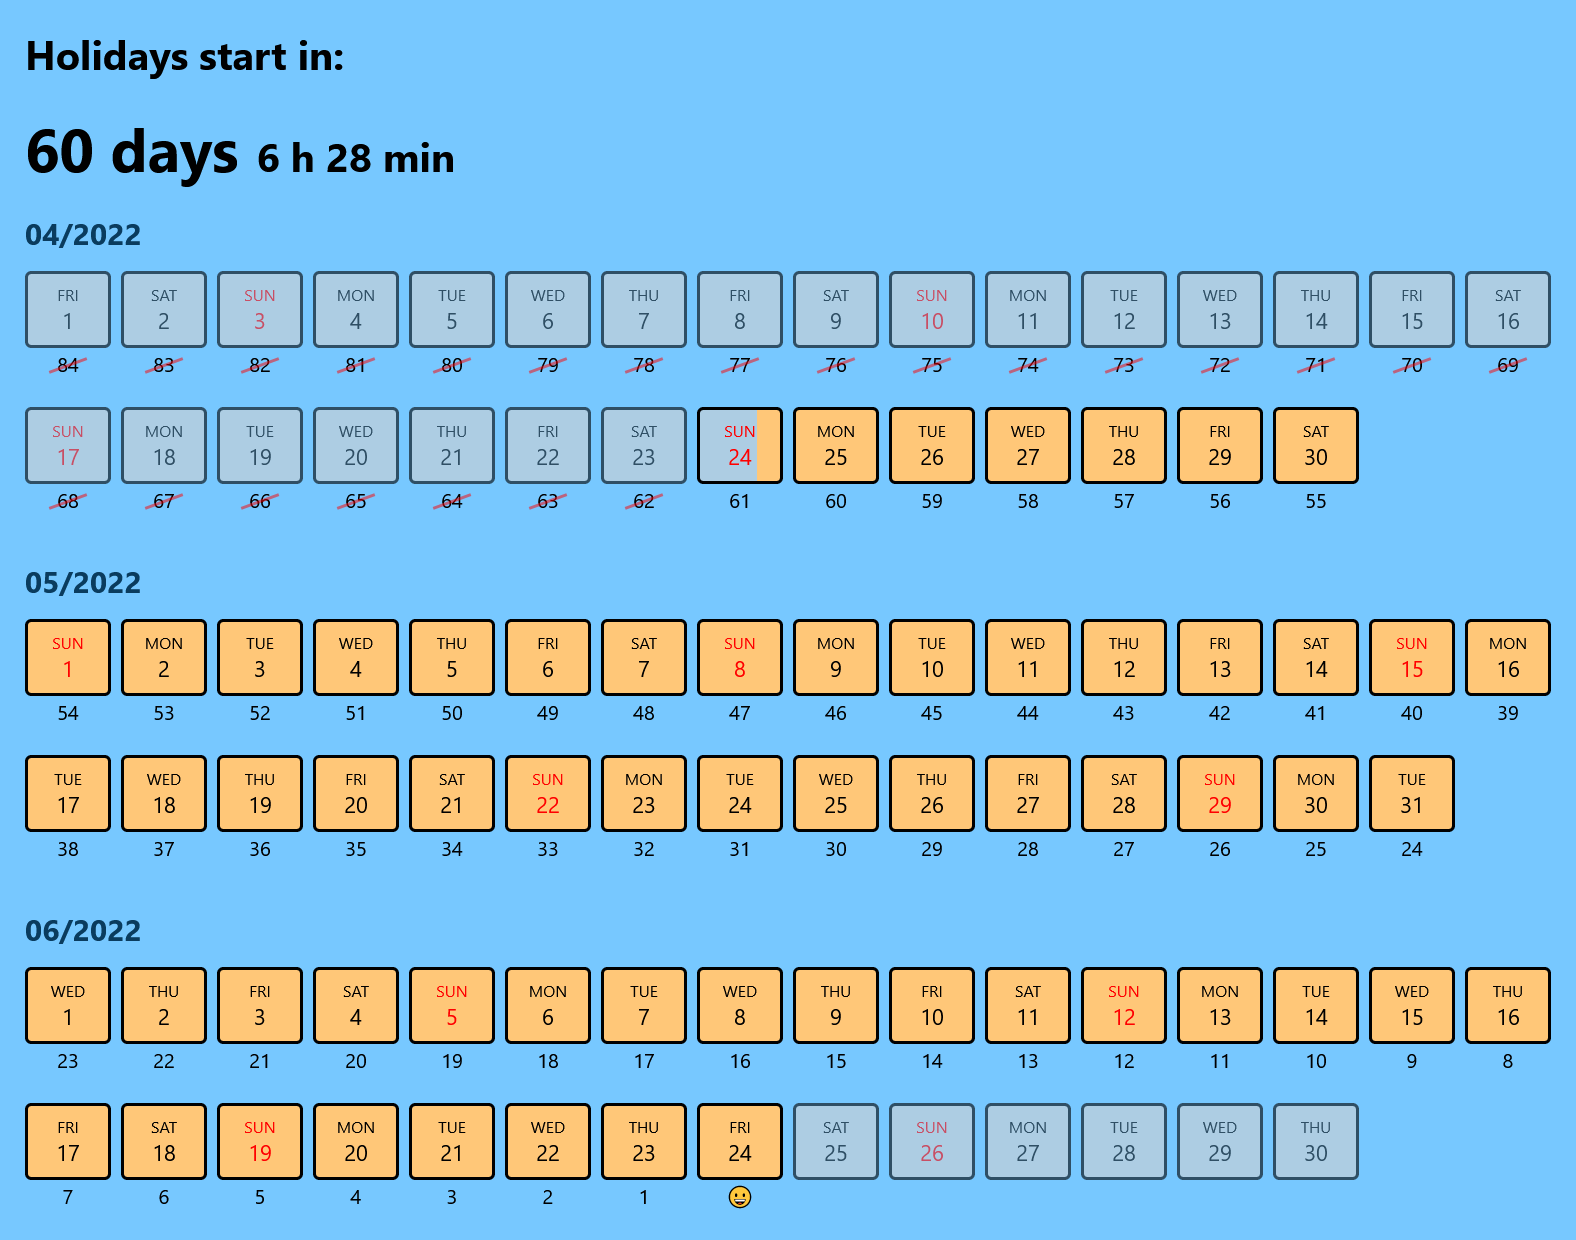 Holidays start in:
60 days 6 h 28 min
04/2022
FRI SAT SUN MON TUE WED THU FRI SAT SUN MON TUE WED THU FRI SAT
1 2 3 4 5 6 7 8 9 10 11 12 13 14 15 16
84 83 82 81 80 79 78 77 76 75 74 73 72 71 70 69
SUN MON TUE WED THU FRI SAT SUN MON TUE WED THU FRI SAT
17 18 19 20 21 22 23 24 25 26 27 28 29 30
68 67 66 65 64 63 62 61 60 59 58 57 56 55
05/2022
SUN MON TUE WED THU FRI SAT SUN MON TUE WED THU FRI SAT SUN MON
1 2 3 4 5 6 7 8 9 10 11 12 13 14 15 16
54 53 52 51 50 49 48 47 46 45 44 43 42 41 40 39
TUE WED THU FRI SAT SUN MON TUE WED THU FRI SAT SUN MON TUE
17 18 19 20 21 22 23 24 25 26 27 28 29 30 31
38 37 36 35 34 33 32 31 30 29 28 27 26 25 24
06/2022
WED THU FRI SAT SUN MON TUE WED THU FRI SAT SUN MON TUE WED THU
1 2 3 4 5 6 7 8 9 10 11 12 13 14 15 16
23 22 21 20 19 18 17 16 15 14 13 12 11 10 9 8
FRI SAT SUN MON TUE WED THU FRI SAT SUN MON TUE WED THU
17 18 19 20 21 22 23 24 25 26 27 28 29 30
7 6 5 4 3 2 1 😀